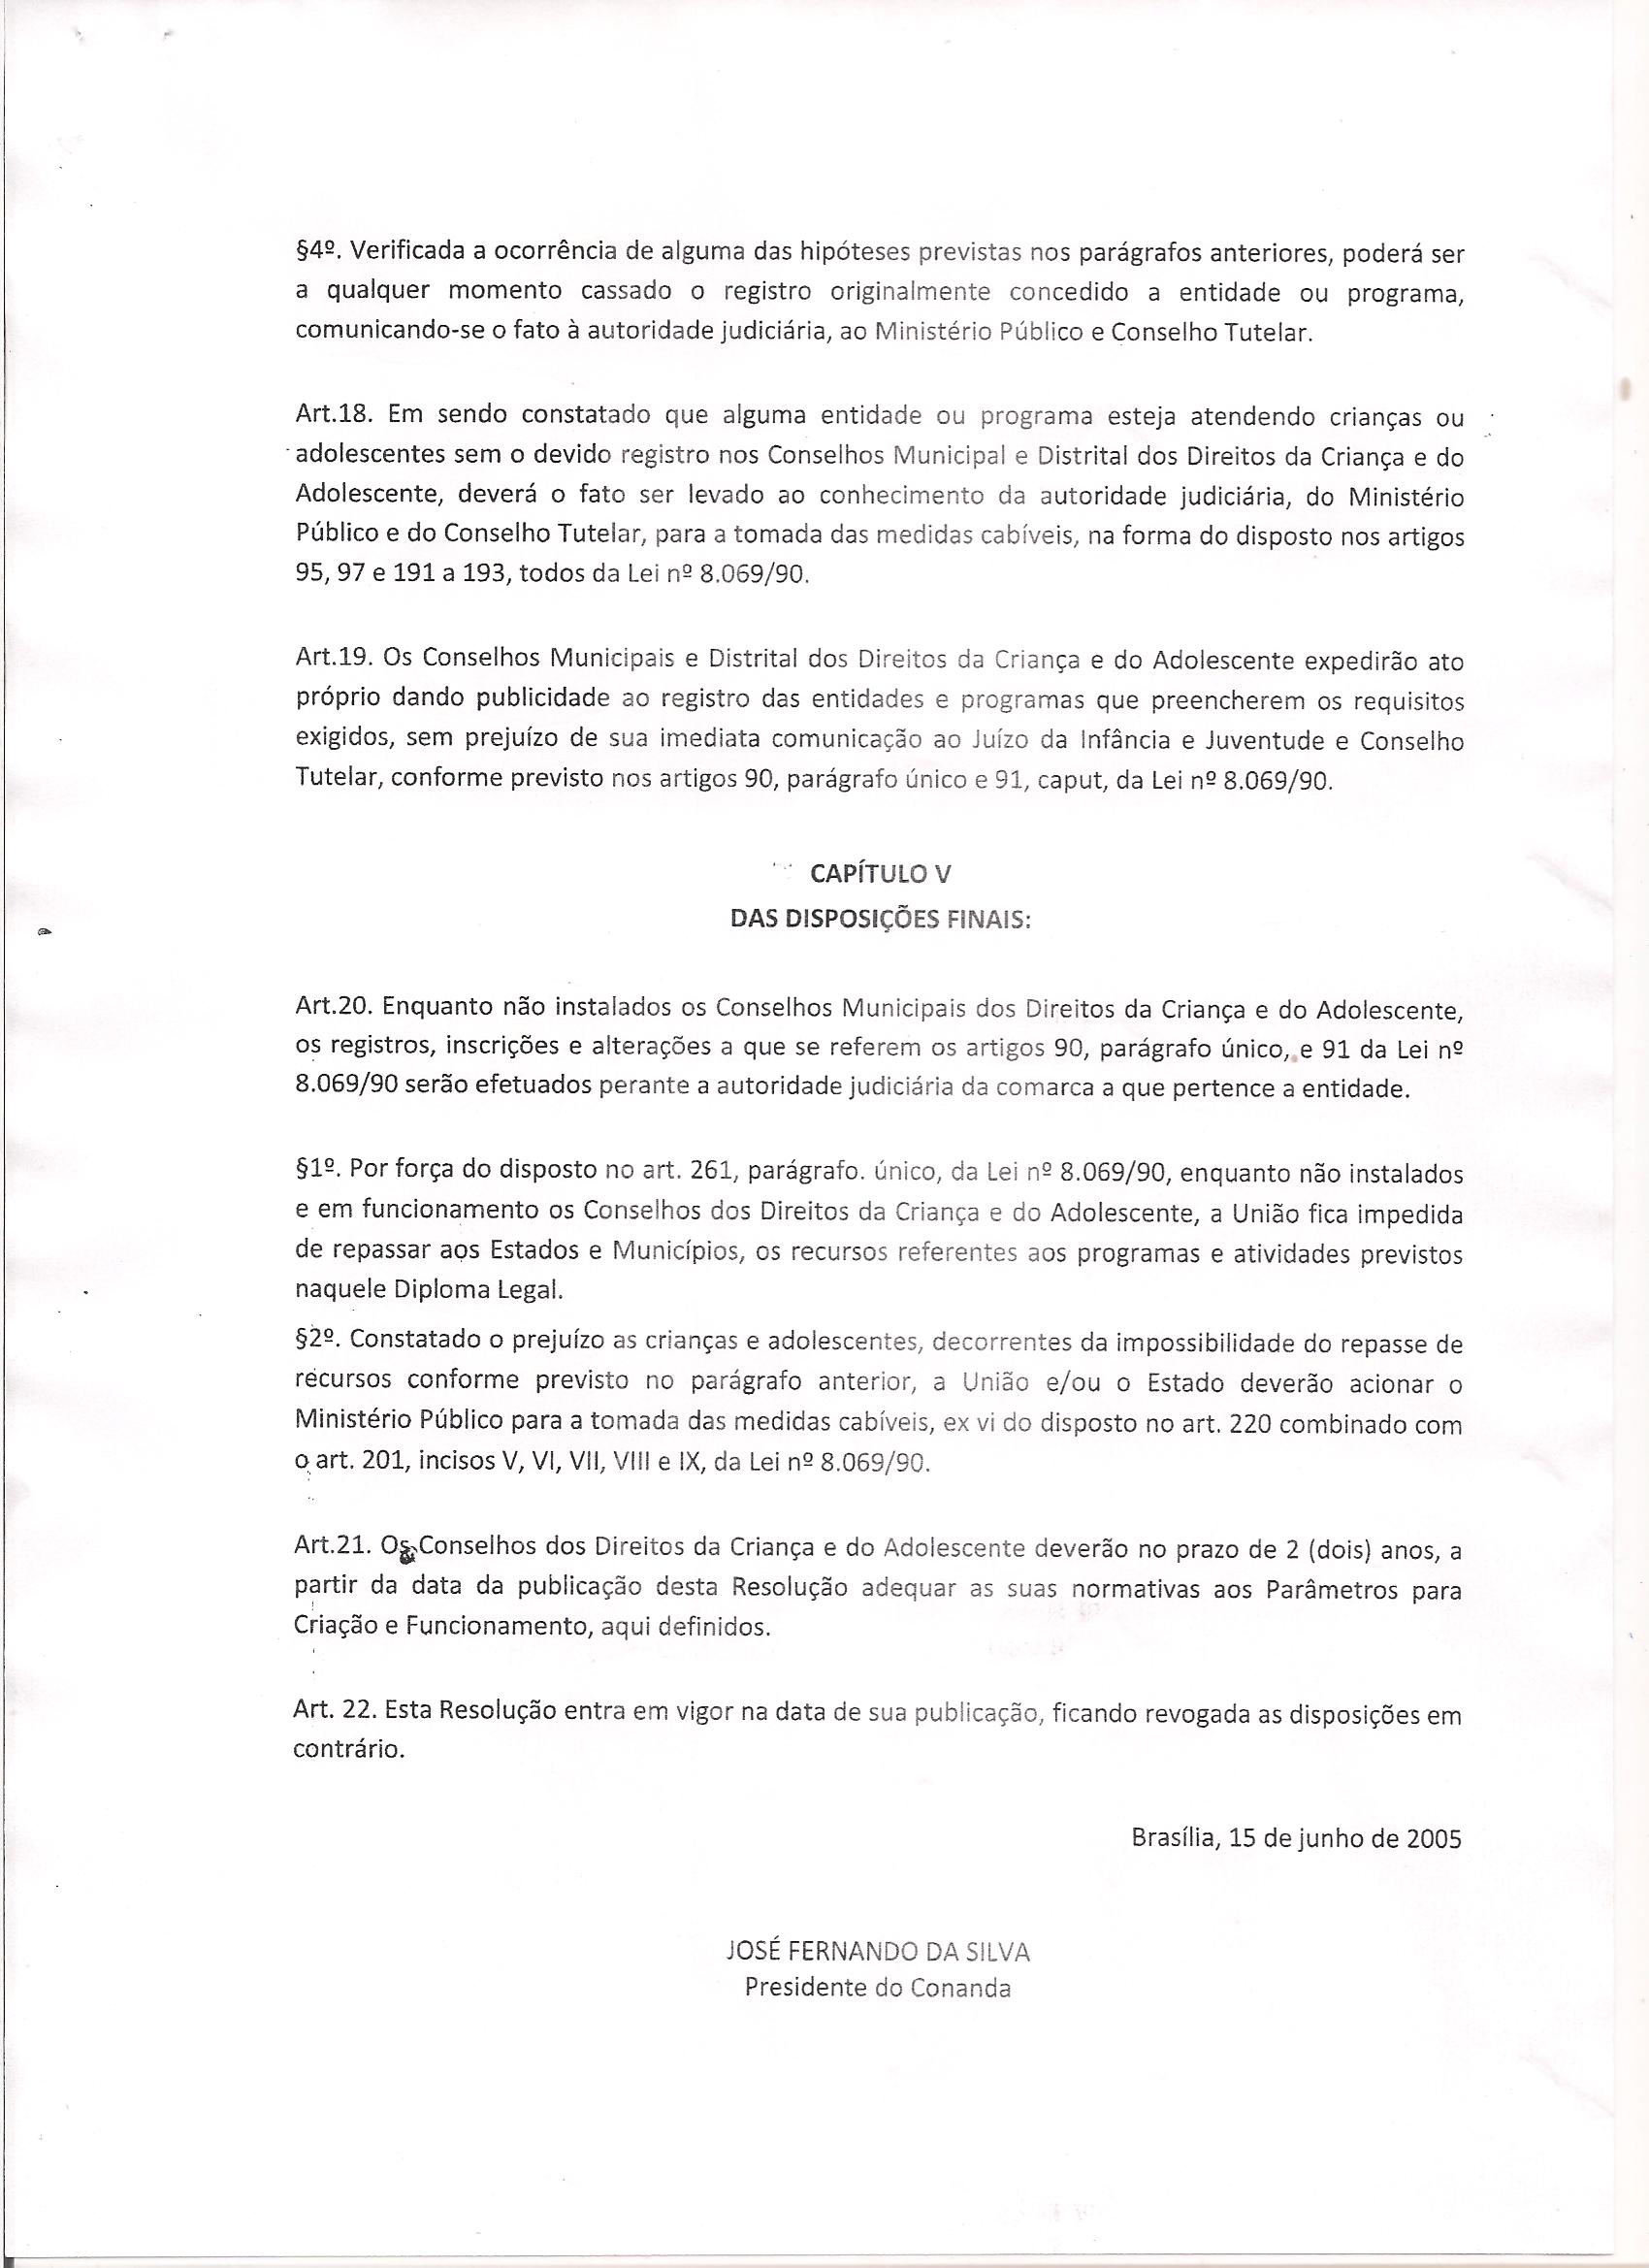 §4º. Verificada a ocorrência de alguma das hipóteses previstas nos parágrafos anteriores, poderá ser
a qualquer momento cassado o registro originalmente concedido a entidade ou programa,
comunicando-se o fato à autoridade judiciária, ao Ministério Público e Conselho Tutelar.
Art.18. Em sendo constatado que alguma entidade ou programa esteja atendendo crianças ou
adolescentes sem o devido registro nos Conselhos Municipal e Distrital dos Direitos da Criança e do
Adolescente, deverá o fato ser levado ao conhecimento da autoridade judiciária, do Ministério
Público e do Conselho Tutelar, para a tomada das medidas cabíveis, na forma do disposto nos artigos
95, 97 e 191 a 193, todos da Lei nº 8.069/90.
Art.19. Os Conselhos Municipais e Distrital dos Direitos da Criança e do Adolescente expedirão ato
próprio dando publicidade ao registro das entidades e programas que preencherem os requisitos
exigidos, sem prejuízo de sua imediata comunicação ao Juízo da Infância e Juventude e Conselho
Tutelar, conforme previsto nos artigos 90, parágrafo único e 91, caput, da Lei nº 8.069/90.
CAPÍTULO V
DAS DISPOSIÇÕES FINAIS:
Art.20. Enquanto não instalados os Conselhos Municipais dos Direitos da Criança e do Adolescente,
os registros, inscrições e alterações a que se referem os artigos 90, parágrafo único, e 91 da Lei nº
8.069/90 serão efetuados perante a autoridade judiciária da comarca a que pertence a entidade.
§1º. Por força do disposto no art. 261, parágrafo. único, da Lei nº 8.069/90, enquanto não instalados
e em funcionamento os Conselhos dos Direitos da Criança e do Adolescente, a União fica impedida
de repassar aos Estados e Municípios, os recursos referentes aos programas e atividades previstos
naquele Diploma Legal.
§2º. Constatado o prejuízo as crianças e adolescentes, decorrentes da impossibilidade do repasse de
recursos conforme previsto no parágrafo anterior, a União e/ou o Estado deverão acionar o
Ministério Público para a tomada das medidas cabíveis, ex vi do disposto no art. 220 combinado com
o art. 201, incisos V, VI, VII, VIII e IX, da Lei nº 8.069/90.
Art.21. Os Conselhos dos Direitos da Criança e do Adolescente deverão no prazo de 2 (dois) anos, a
partir da data da publicação desta Resolução adequar as suas normativas aos Parâmetros para
Criação e Funcionamento, aqui definidos.
Art. 22. Esta Resolução entra em vigor na data de sua publicação, ficando revogada as disposições em
contrário.
Brasília, 15 de junho de 2005
JOSÉ FERNANDO DA SILVA
Presidente do Conanda